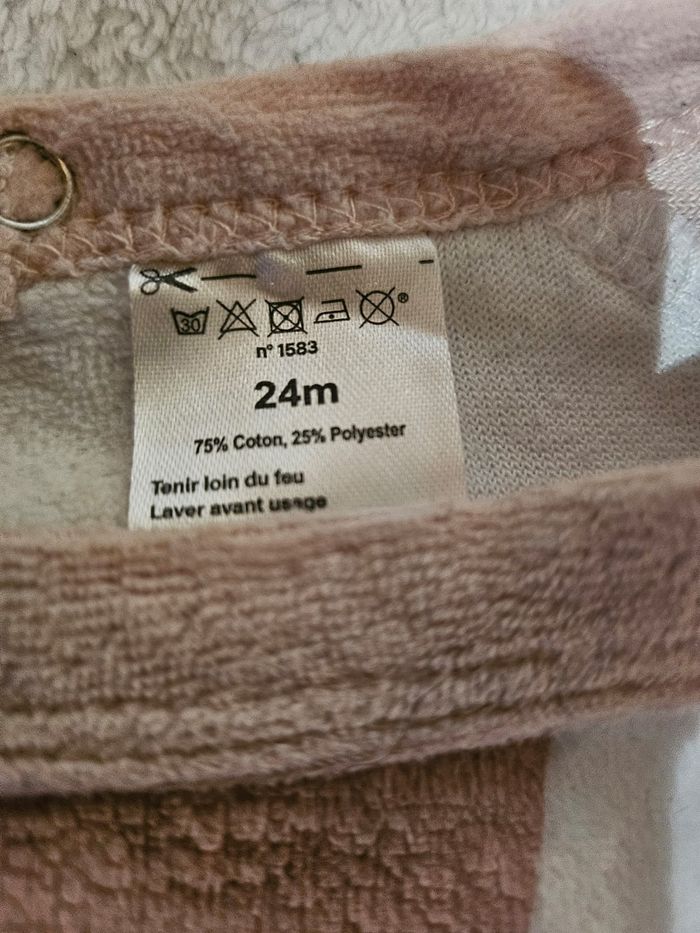 30
®
n° 1583
24m
75% Coton, 25% Polyester
Tenir loin du feu
Laver avant usage